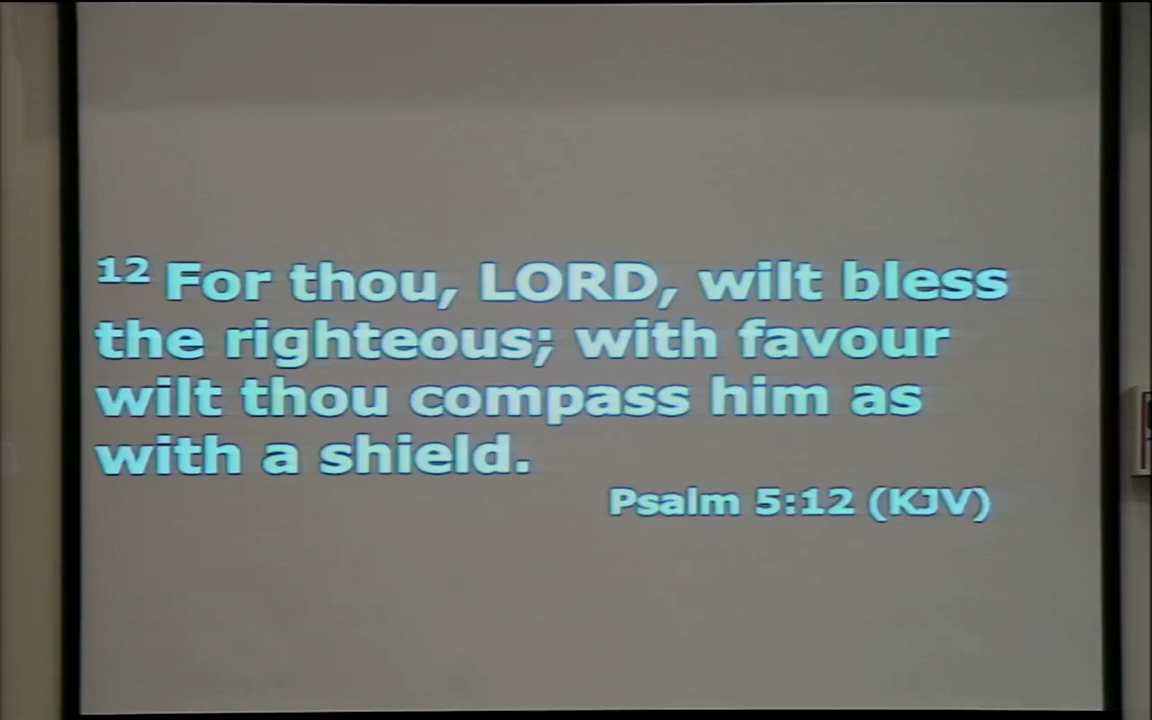 12 For thou, LORD, wilt bless
the righteous; with favour
wilt thou compass him as
with a shield.
Psalm 5:12 (KJV)